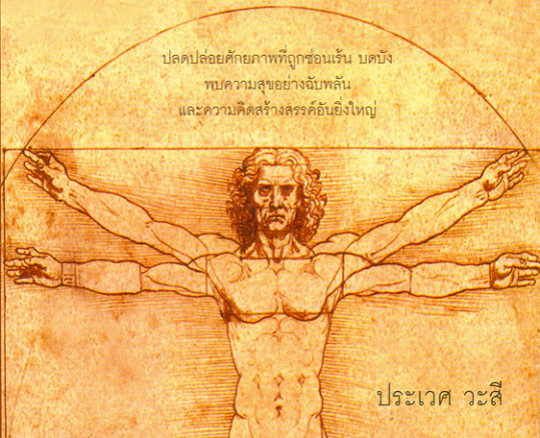 ปลดปล่อยศักยภาพที่ถูกซ่อนเร้น บดบัง
พบความสุขอย่างฉับพลัน
และความคิดสร้างสรรค์อันยิ่งใหญ่
ประเวศ วะสี